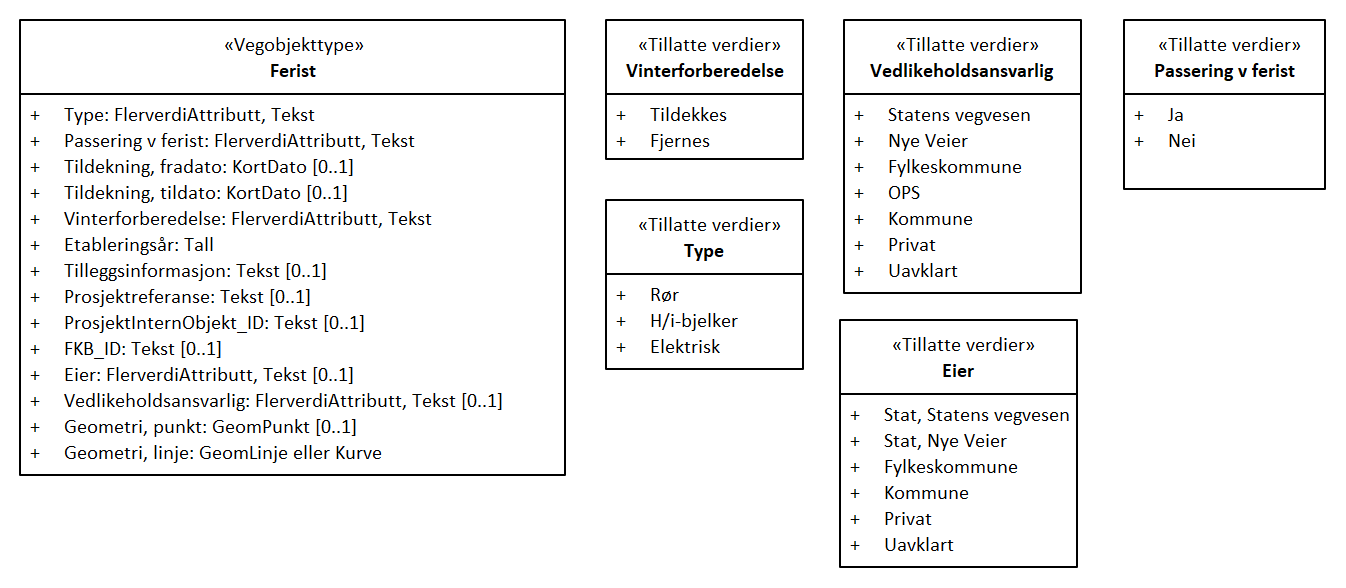 «Vegobjekttype»
Ferist
+ Type: FlerverdiAttributt, Tekst
+ Passering v ferist: FlerverdiAttributt, Tekst
+ Tildekning, fradato: KortDato [0..1]
+ Tildekning, tildato: KortDato [0..1]
+ Vinterforberedelse: FlerverdiAttributt, Tekst
+ Etableringsår: Tall
+ Tilleggsinformasjon: Tekst [0..1]
+ Prosjektreferanse: Tekst [0..1]
+ ProsjektInternObjekt_ID: Tekst [0..1]
+ FKB_ID: Tekst [0..1]
+ Eier: FlerverdiAttributt, Tekst [0..1]
+ Vedlikeholdsansvarlig: FlerverdiAttributt, Tekst [0..1]
+ Geometri, punkt: GeomPunkt [0..1]
+ Geometri, linje: GeomLinje eller Kurve
«Tillatte verdier»
Vinterforberedelse
+ Tildekkes
+ Fjernes
«Tillatte verdier»
Type
+ Rør
+ H/i-bjelker
+ Elektrisk
«Tillatte verdier»
Vedlikeholdsansvarlig
+ Statens vegvesen
+ Nye Veier
+ Fylkeskommune
+ OPS
+ Kommune
+ Privat
+ Uavklart
«Tillatte verdier»
Eier
+ Stat, Statens vegvesen
+ Stat, Nye Veier
+ Fylkeskommune
+ Kommune
+ Privat
+ Uavklart
«Tillatte verdier»
Passering v ferist
+ Ja
+ Nei